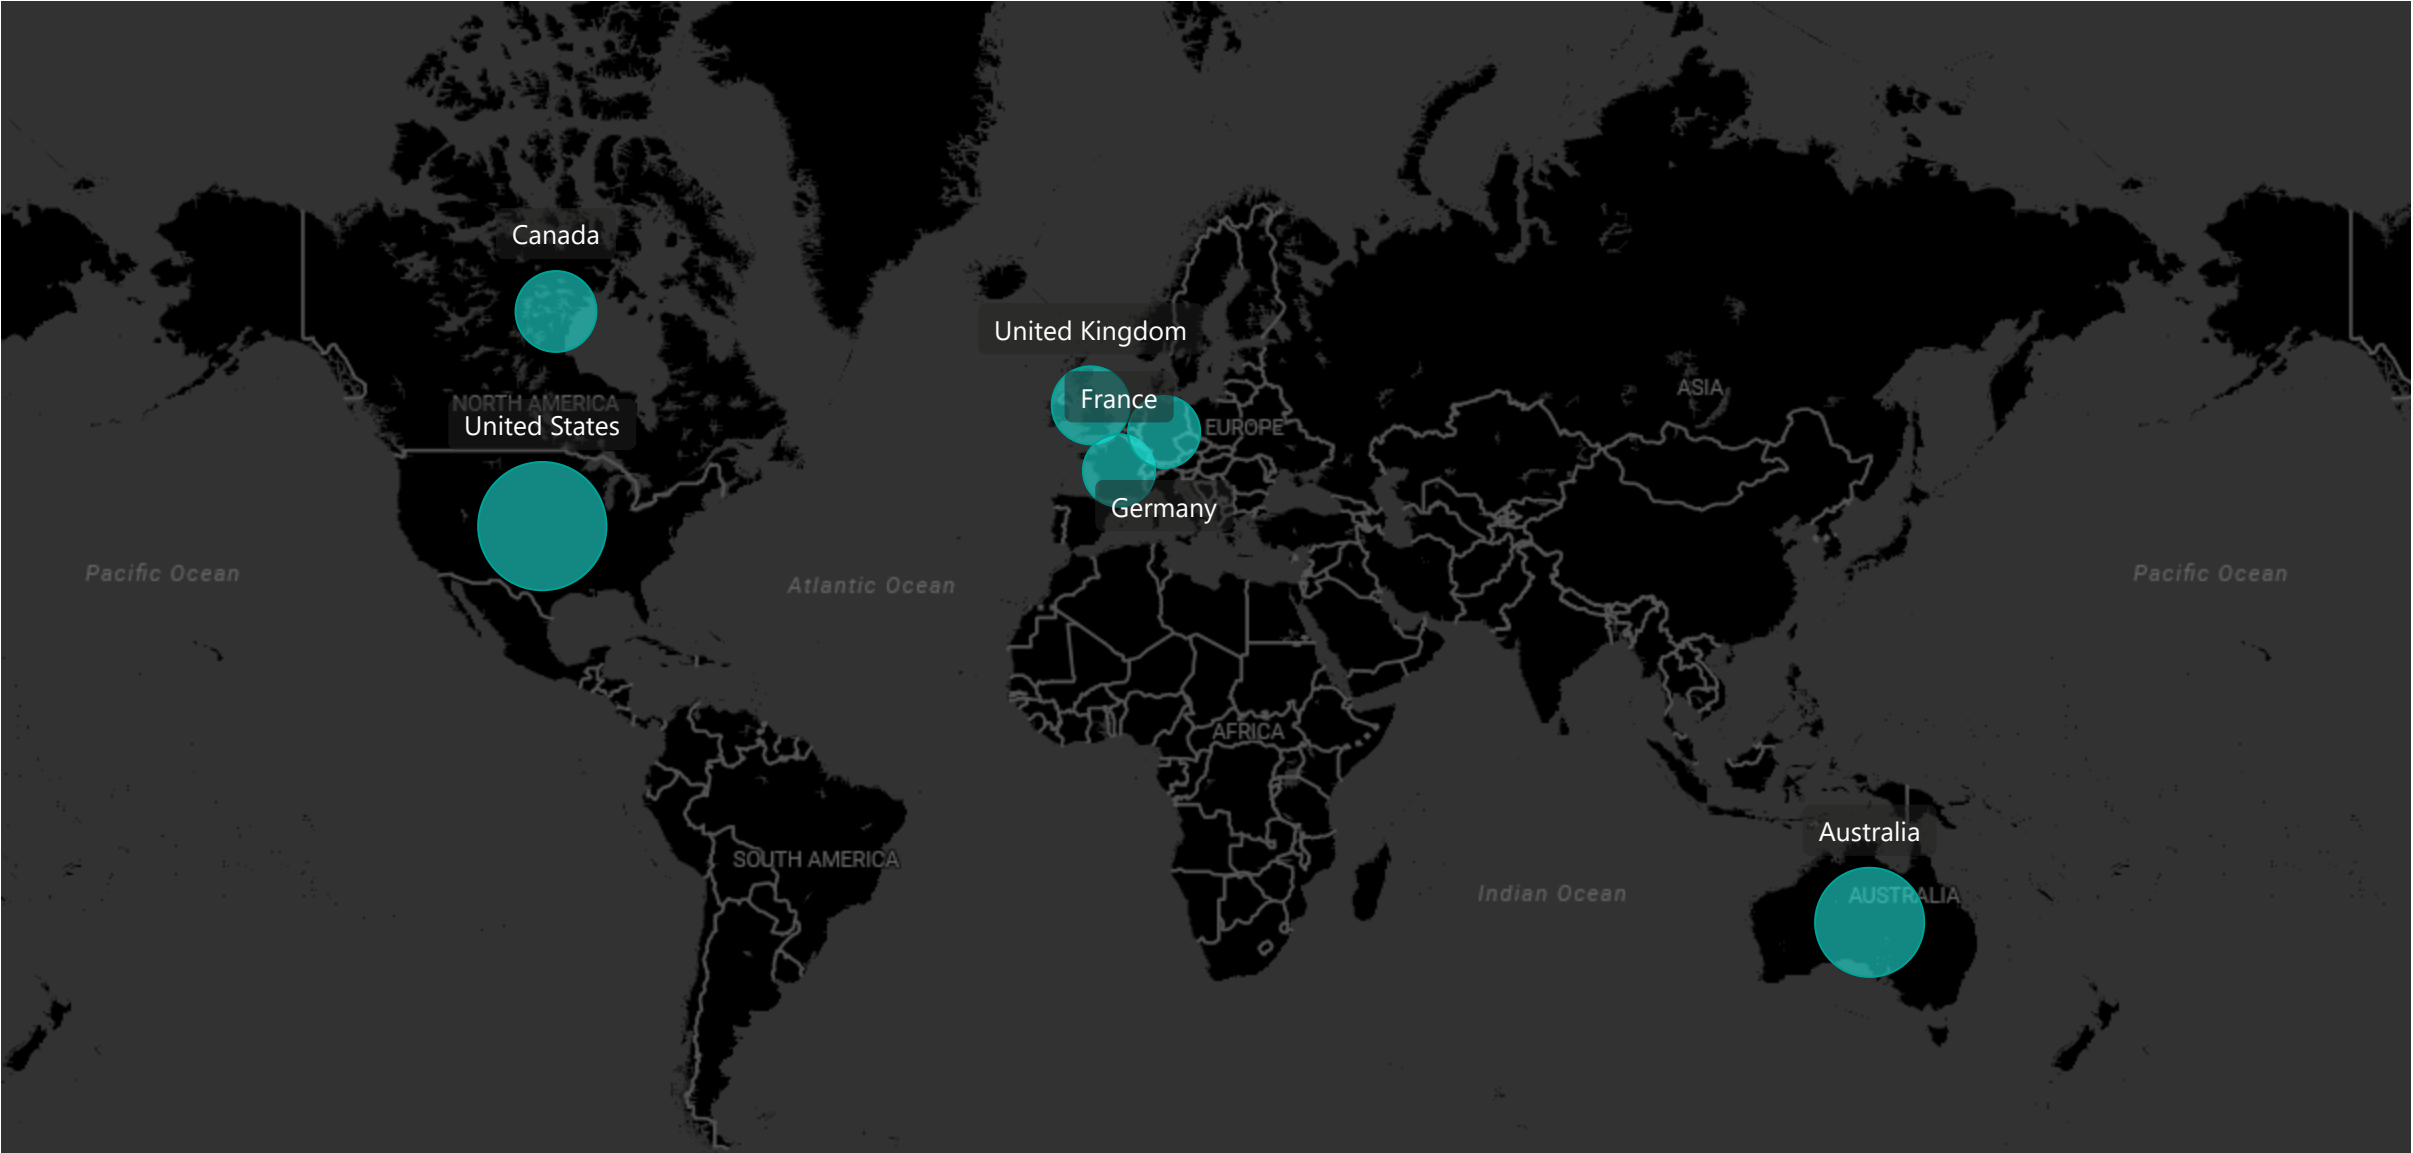 Canada
United Kingdom
ASIA
France
NORTH AMERICA
United States
EUROPE
Germany
Pacific Ocean
Atlantic Ocean
Pacific Ocean
AFRICA
Australia
SOUTH AMERICA
Indian Ocean
AUSTRALIA